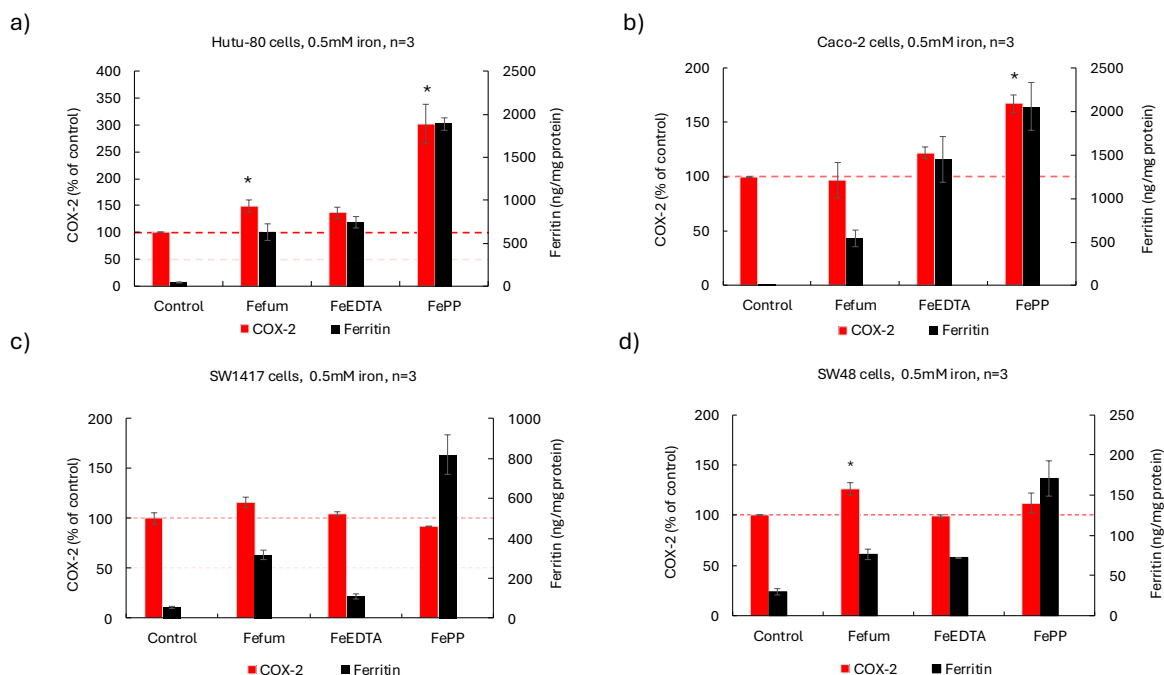 a)
Hutu-80 cells, 0.5mM iron, n=3
COX-2 (% of control)
400
350
300
250
200
150
100
50
0
*
*
2500
2000
1500
1000
500
0
Ferritin (ng/mg protein)
Control Fefum FeEDTA FePP
COX-2 Ferritin
b)
Caco-2 cells, 0.5mM iron, n=3
COX-2 (% of control)
200
150
100
50
0
*
2500
2000
1500
1000
500
0
Ferritin (ng/mg protein)
Control Fefum FeEDTA FePP
COX-2 Ferritin
c)
SW1417 cells, 0.5mM iron, n=3
COX-2 (% of control)
200
150
100
50
0
1000
800
600
400
200
0
Ferritin (ng/mg protein)
Control Fefum FeEDTA FePP
COX-2 Ferritin
d)
SW48 cells, 0.5mM iron, n=3
COX-2 (% of control)
200
150
100
50
0
*
250
200
150
100
50
0
Ferritin (ng/mg protein)
Control Fefum FeEDTA FePP
COX-2 Ferritin